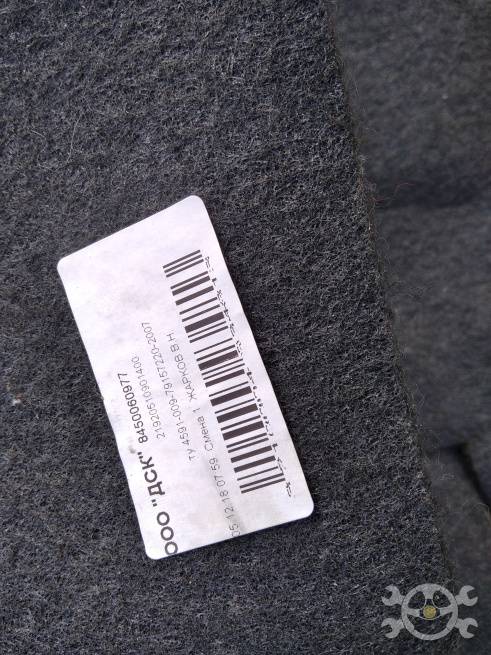 ООО "ДСК" 8450060977
21920510901400
ТУ 4591-009-79157220-2007
05.12.18 07:59 Смена 1 ЖАРКОВ В.Н